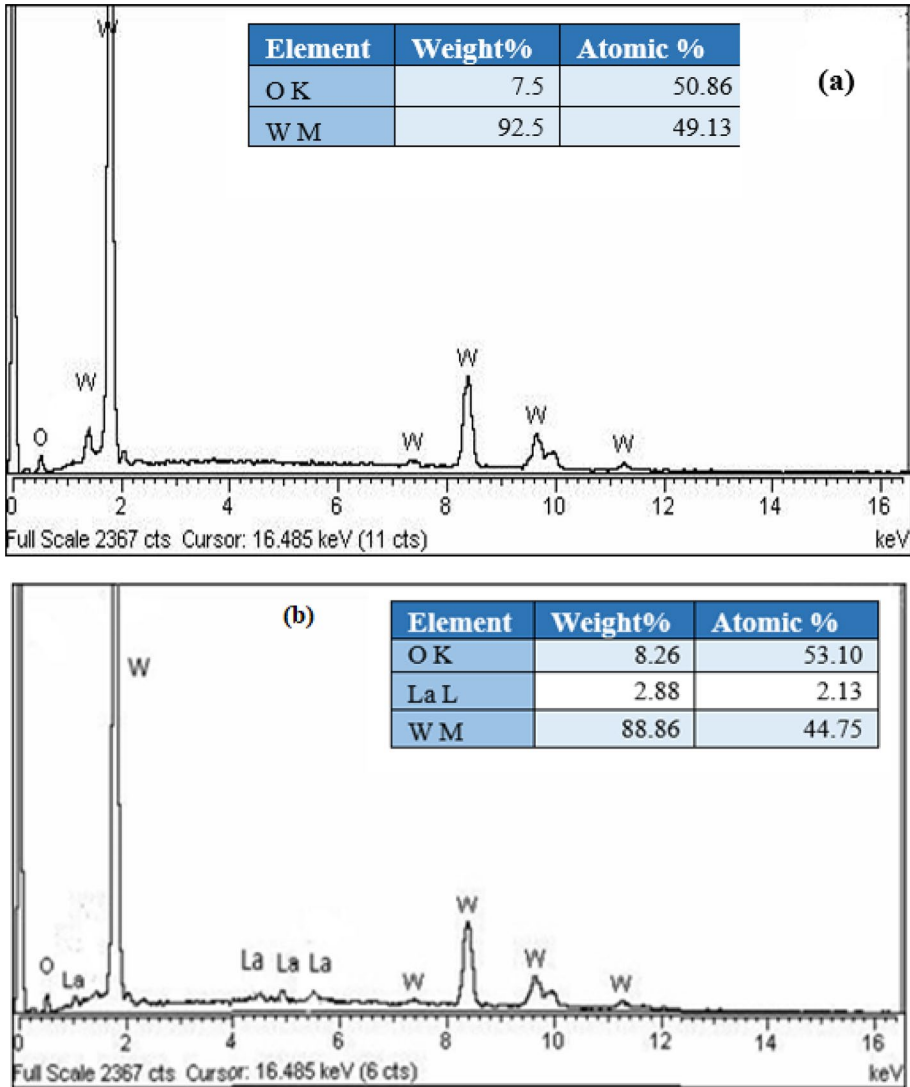 W
Element Weight% Atomic %
O K 7.5 50.86
W M 92.5 49.13
(a)
W
W
O
W
W
W
0 2 4 6 8 10 12 14 16
Full Scale 2367 cts Cursor: 16.485 keV (11 cts) keV
(b)
Element Weight% Atomic %
O K 8.26 53.10
La L 2.88 2.13
W M 88.86 44.75
W
W
O La La La La W W W
0 2 4 6 8 10 12 14 16
Full Scale 2367 cts Cursor: 16.485 keV (6 cts) keV